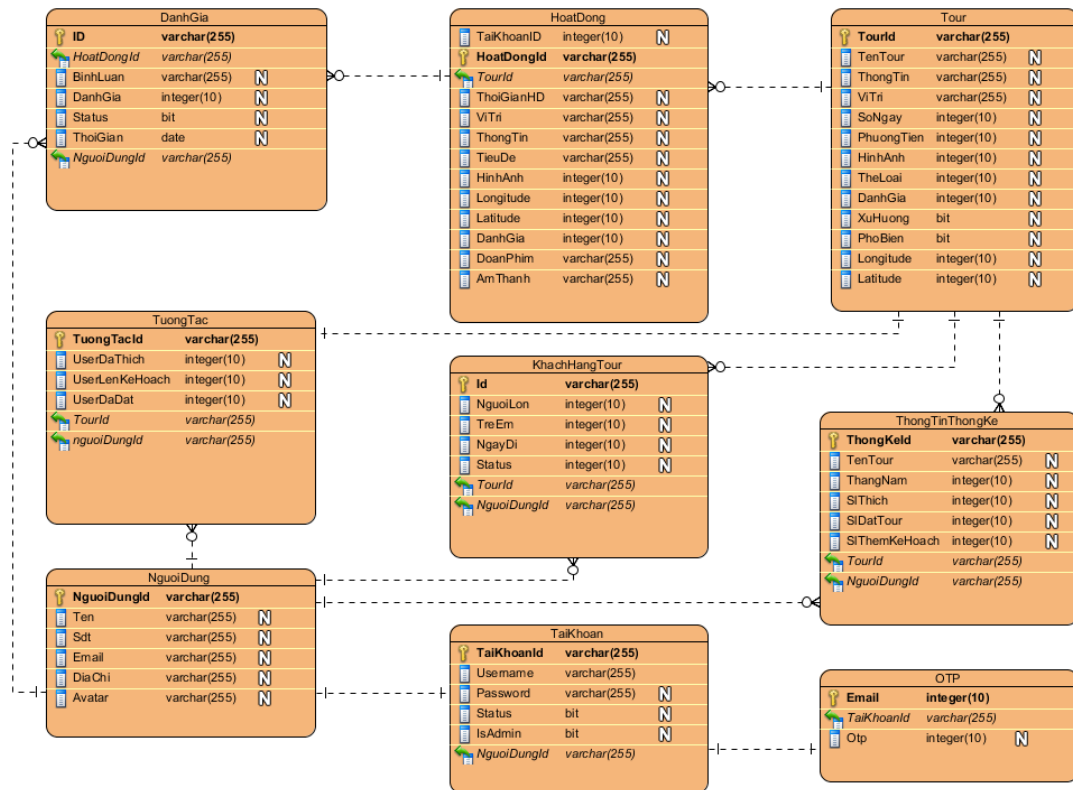 DanhGia
ID varchar(255)
HoatDongId varchar(255)
BinhLuan varchar(255) N
DanhGia integer(10) N
Status bit N
ThoiGian date N
NguoiDungId varchar(255)
HoatDong
TaiKhoanID integer(10) N
HoatDongId varchar(255)
TourId varchar(255)
ThoiGianHD varchar(255) N
ViTri varchar(255) N
ThongTin varchar(255) N
TieuDe varchar(255) N
HinhAnh integer(10) N
Longitude integer(10) N
Latitude integer(10) N
DanhGia integer(10) N
DoanPhim varchar(255) N
AmThanh varchar(255) N
Tour
TourId varchar(255)
TenTour varchar(255) N
ThongTin varchar(255) N
ViTri varchar(255) N
SoNgay integer(10) N
PhuongTien integer(10) N
HinhAnh integer(10) N
TheLoai integer(10) N
DanhGia integer(10) N
XuHuong bit N
PhoBien bit N
Longitude integer(10) N
Latitude integer(10) N
TuongTac
TuongTacId varchar(255)
UserDaThich integer(10) N
UserLenKeHoach integer(10) N
UserDaDat integer(10) N
TourId varchar(255)
nguoiDungId varchar(255)
KhachHangTour
Id varchar(255)
NguoiLon integer(10) N
TreEm integer(10) N
NgayDi integer(10) N
Status integer(10) N
TourId varchar(255)
NguoiDungId varchar(255)
ThongTinThongKe
ThongKeId varchar(255)
TenTour varchar(255) N
ThangNam integer(10) N
SlThich integer(10) N
SlDatTour integer(10) N
SlThemKeHoach integer(10) N
TourId varchar(255)
NguoiDungId varchar(255)
NguoiDung
NguoiDungId varchar(255)
Ten varchar(255) N
Sdt varchar(255) N
Email varchar(255) N
DiaChi varchar(255) N
Avatar varchar(255) N
TaiKhoan
TaiKhoanId varchar(255)
Username varchar(255)
Password varchar(255) N
Status bit N
IsAdmin bit N
NguoiDungId varchar(255)
OTP
Email integer(10)
TaiKhoanId varchar(255)
Otp integer(10) N